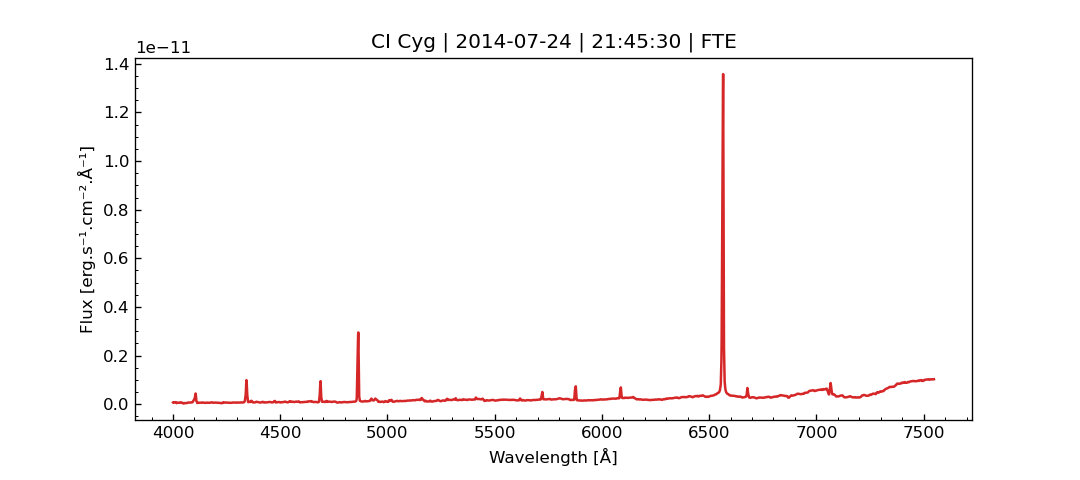 CI Cyg | 2014-07-24 | 21:45:30 | FTE
1e−11
1.4
1.2
1.0
0.8
0.6
0.4
0.2
0.0
Flux [erg.s⁻¹.cm⁻².Å⁻¹]
4000 4500 5000 5500 6000 6500 7000 7500
Wavelength [Å]